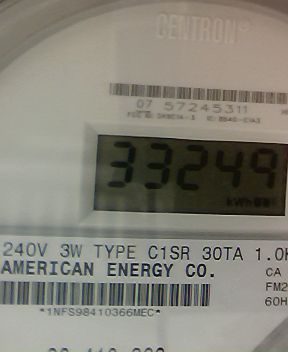 CENTRON®
07 57245311
33249
kWh
240V 3W TYPE C1SR 30TA 1.0
AMERICAN ENERGY CO.
CA
FM2
60H
*1NFS98410366MEC*